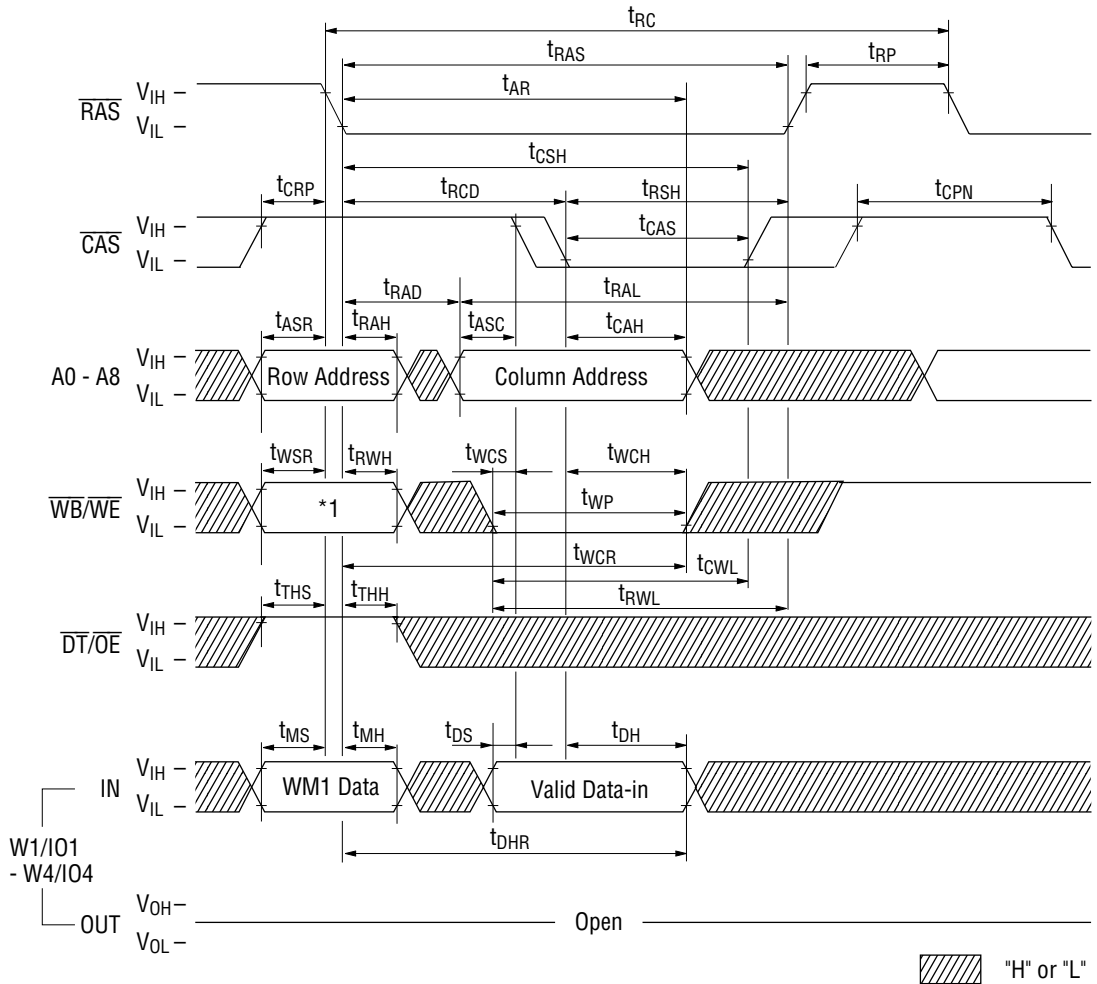 tRC
tRAS
tRP
tAR
RAS
VIH –
VIL –
tCSH
tCRP
tRCD
tRSH
tCPN
tCAS
CAS
VIH –
VIL –
tRAD
tRAL
tASR
tRAH
tASC
tCAH
A0 - A8
VIH –
VIL –
Row Address
Column Address
tWSR
tRWH
tWCS
tWCH
WB/WE
VIH –
VIL –
*1
tWP
tWCR
tCWL
tRWL
tTHS
tTHH
DT/OE
VIH –
VIL –
tMS
tMH
tDS
tDH
IN
VIH –
VIL –
WM1 Data
Valid Data-in
tDHR
W1/IO1
- W4/IO4
OUT
VOH –
VOL –
Open
"H" or "L"